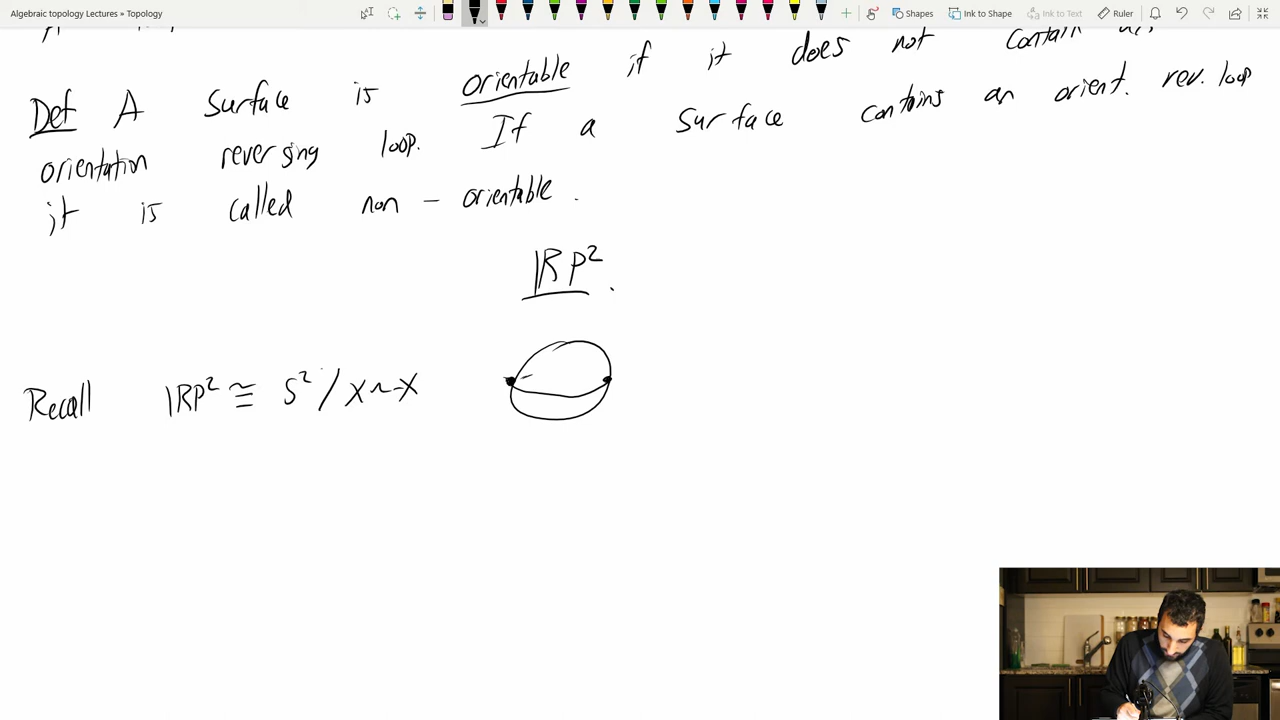 Algebraic topology Lectures » Topology
Shapes Ink to Shape Ink to Text Ruler
Def A Surface is orientable if it does not contain an
orientation reversing loop. If a surface contains an orient. rev. loop
it is called non-orientable.
ℝP².
Recall ℝP² ≅ S² / x ~ -x